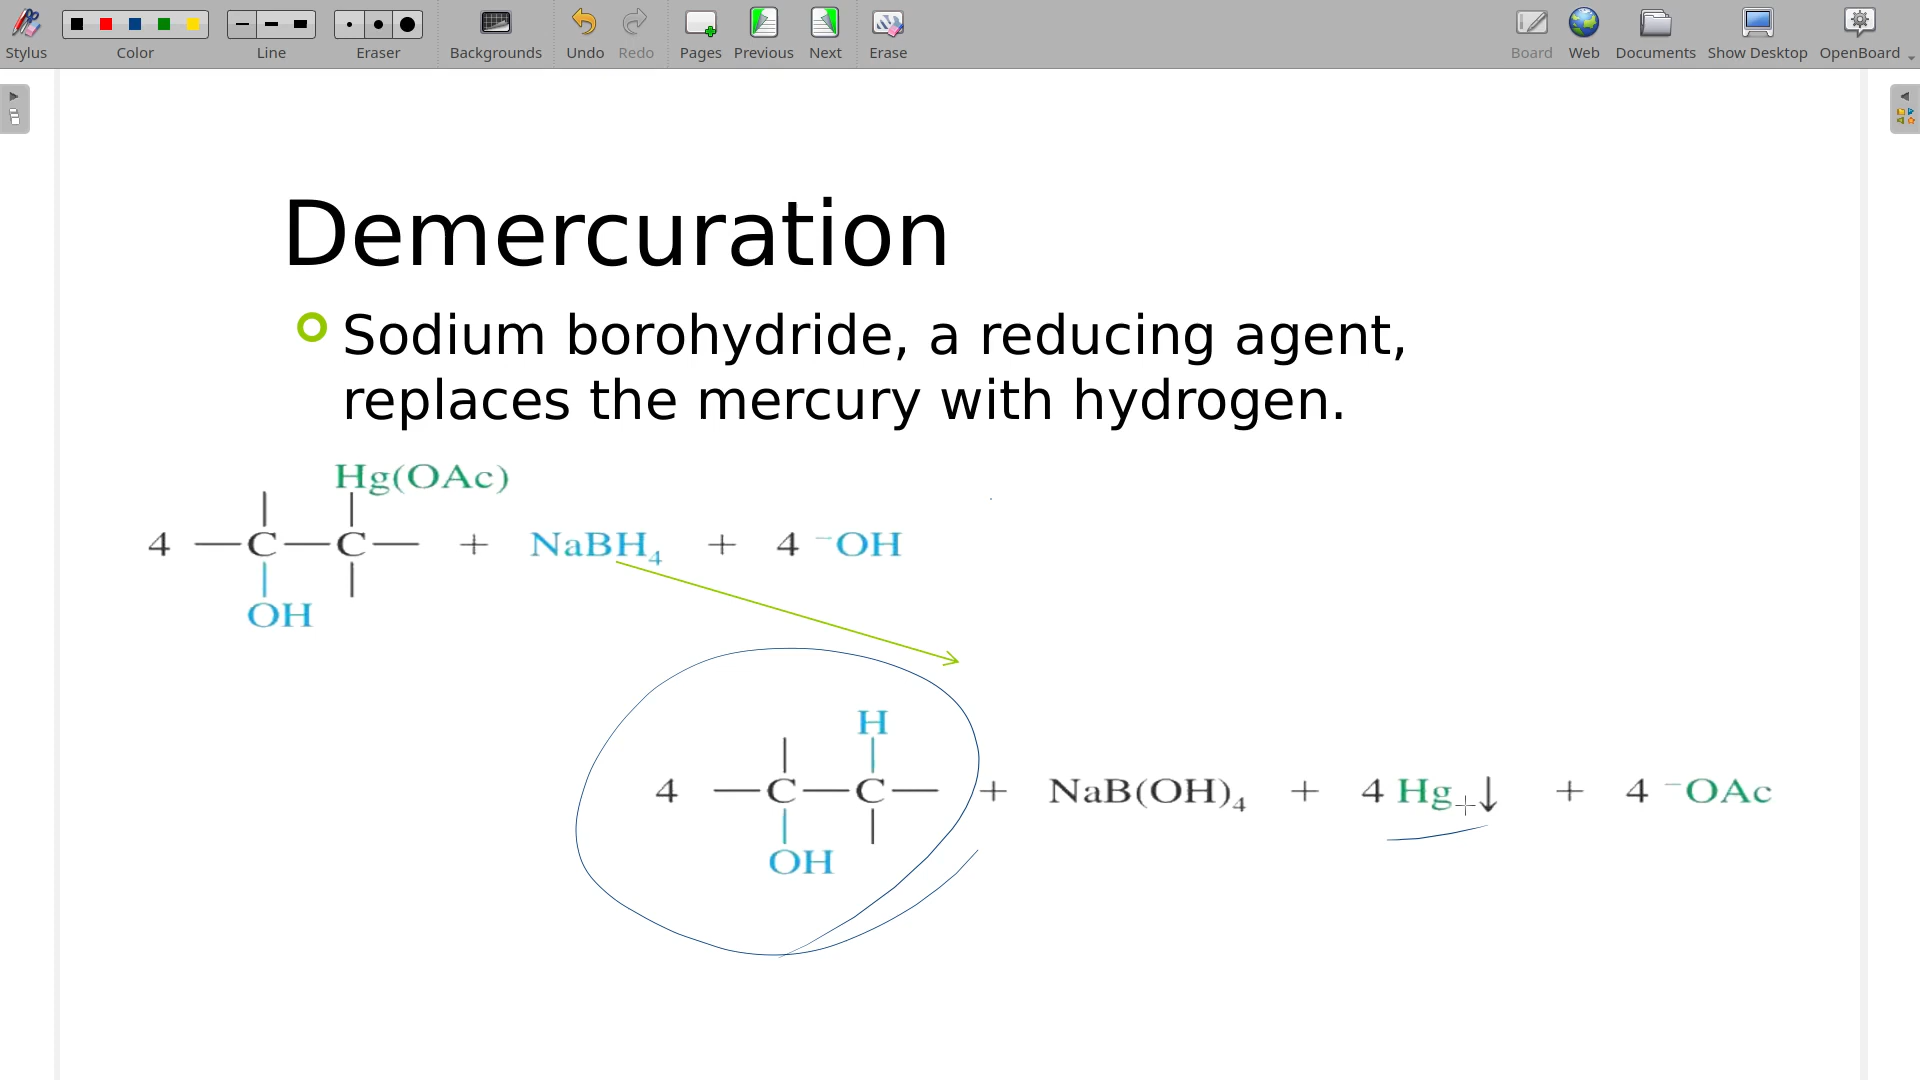 Stylus Color Line Eraser Backgrounds Undo Redo Pages Previous Next Erase Board Web Documents Show Desktop OpenBoard
Demercuration
Sodium borohydride, a reducing agent,
replaces the mercury with hydrogen.
Hg(OAc)
4 —C—C— + NaBH₄ + 4 ⁻OH
OH
H
4 —C—C— + NaB(OH)₄ + 4 Hg↓ + 4 ⁻OAc
OH